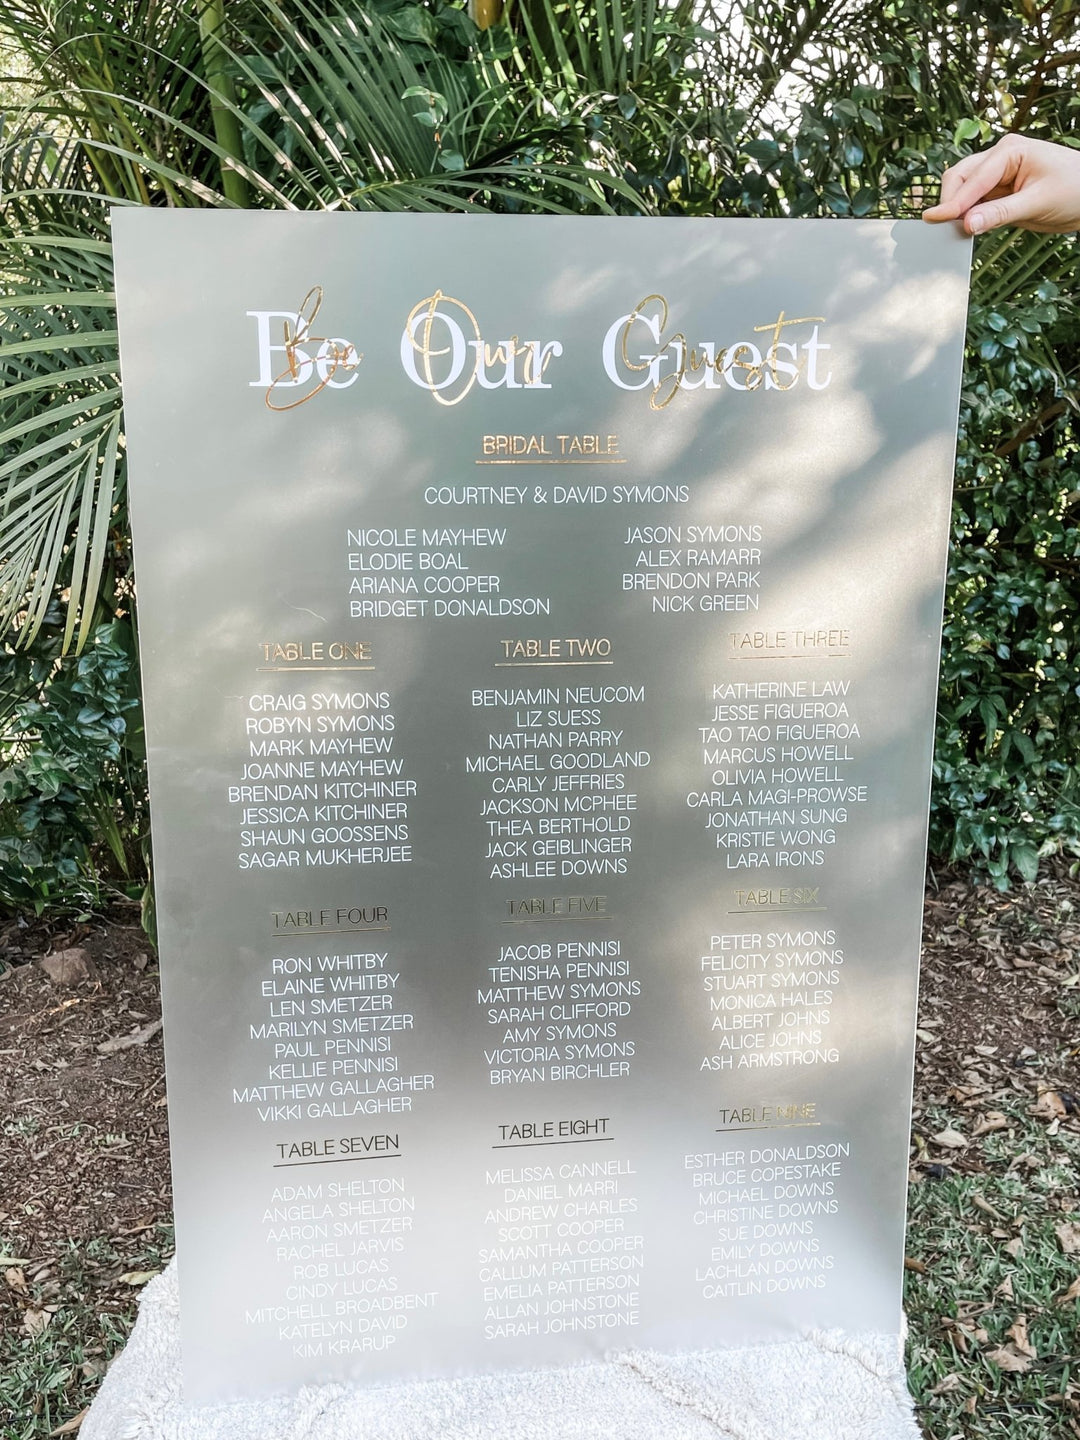 Be Our Guest
Be Our Guest
BRIDAL TABLE
COURTNEY & DAVID SYMONS
NICOLE MAYHEW
ELODIE BOAL
ARIANA COOPER
BRIDGET DONALDSON
JASON SYMONS
ALEX RAMARR
BRENDON PARK
NICK GREEN
TABLE ONE
CRAIG SYMONS
ROBYN SYMONS
MARK MAYHEW
JOANNE MAYHEW
BRENDAN KITCHINER
JESSICA KITCHINER
SHAUN GOOSSENS
SAGAR MUKHERJEE
TABLE TWO
BENJAMIN NEUCOM
LIZ SUESS
NATHAN PARRY
MICHAEL GOODLAND
CARLY JEFFRIES
JACKSON MCPHEE
THEA BERTHOLD
JACK GEIBLINGER
ASHLEE DOWNS
TABLE THREE
KATHERINE LAW
JESSE FIGUEROA
TAO TAO FIGUEROA
MARCUS HOWELL
OLIVIA HOWELL
CARLA MAGI-PROWSE
JONATHAN SUNG
KRISTIE WONG
LARA IRONS
TABLE FOUR
RON WHITBY
ELAINE WHITBY
LEN SMETZER
MARILYN SMETZER
PAUL PENNISI
KELLIE PENNISI
MATTHEW GALLAGHER
VIKKI GALLAGHER
TABLE FIVE
JACOB PENNISI
TENISHA PENNISI
MATTHEW SYMONS
SARAH CLIFFORD
AMY SYMONS
VICTORIA SYMONS
BRYAN BIRCHLER
TABLE SIX
PETER SYMONS
FELICITY SYMONS
STUART SYMONS
MONICA HALES
ALBERT JOHNS
ALICE JOHNS
ASH ARMSTRONG
TABLE SEVEN
ADAM SHELTON
ANGELA SHELTON
AARON SMETZER
RACHEL JARVIS
ROB LUCAS
CINDY LUCAS
MITCHELL BROADBENT
KATELYN DAVID
KIM KRARUP
TABLE EIGHT
MELISSA CANNELL
DANIEL MARRI
ANDREW CHARLES
SCOTT COOPER
SAMANTHA COOPER
CALLUM PATTERSON
EMELIA PATTERSON
ALLAN JOHNSTONE
SARAH JOHNSTONE
TABLE NINE
ESTHER DONALDSON
BRUCE COPESTAKE
MICHAEL DOWNS
CHRISTINE DOWNS
SUE DOWNS
EMILY DOWNS
LACHLAN DOWNS
CAITLIN DOWNS